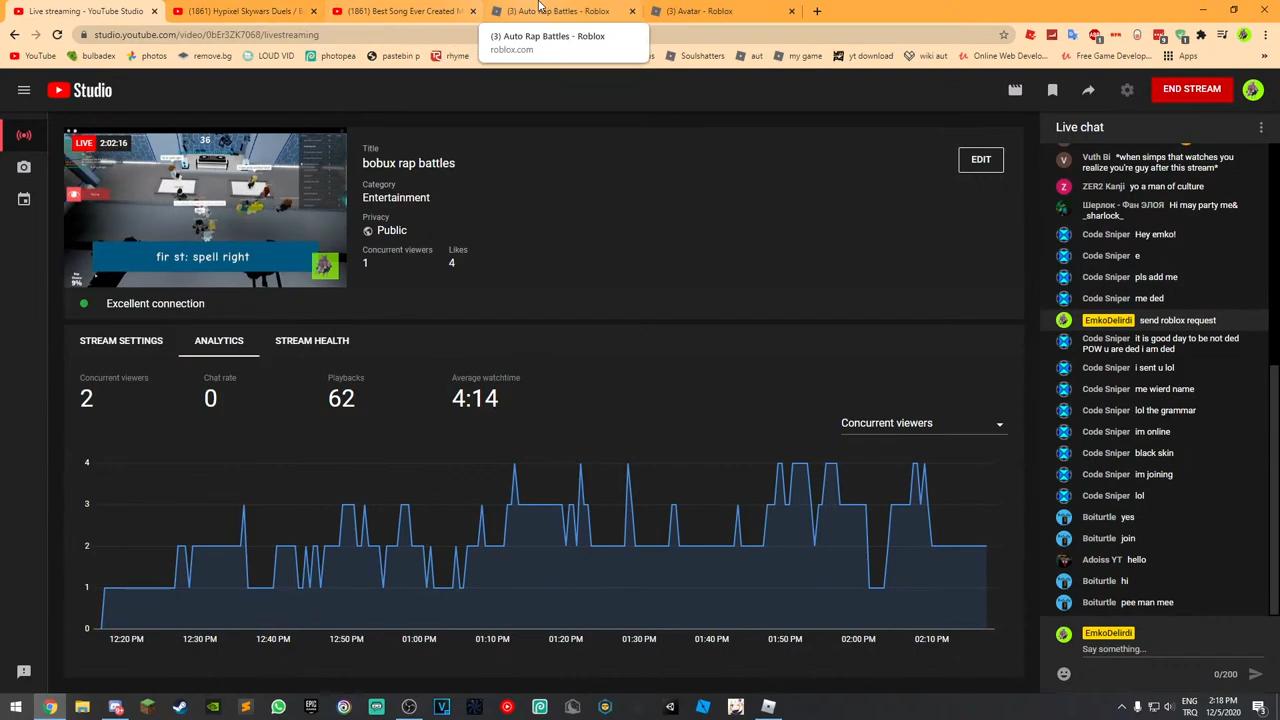 Live streaming - YouTube Studio
(1861) Hypixel Skywars Duels /
(1861) Best Song Ever Created M
(3) Auto Rap Battles - Roblox
(3) Avatar - Roblox
studio.youtube.com/video/0bEr3ZK7068/livestreaming
(3) Auto Rap Battles - Roblox
roblox.com
YouTube
bulbadex
remove.bg
LOUD VID
photopea
pastebin p
rhyme
Soulshatters
aut
my game
yt download
wiki aut
Online Web Develo...
Free Game Develop...
Apps
Studio
END STREAM
LIVE
2:02:16
36
fir st: spell right
9%
Title
bobux rap battles
Category
Entertainment
Privacy
Public
Concurrent viewers
Likes
1
4
EDIT
Excellent connection
STREAM SETTINGS
ANALYTICS
STREAM HEALTH
Concurrent viewers
Chat rate
Playbacks
Average watchtime
2
0
62
4:14
Concurrent viewers
4
3
2
1
0
12:20 PM
12:30 PM
12:40 PM
12:50 PM
01:00 PM
01:10 PM
01:20 PM
01:30 PM
01:40 PM
01:50 PM
02:00 PM
02:10 PM
Live chat
Vuth Bi *when simps that watches you
realize you're guy after this stream*
ZER2 Kanji yo a man of culture
Шерлок - Фан ЭЛОЯ Hi may party me&
_sharlock_
Code Sniper Hey emko!
Code Sniper e
Code Sniper pls add me
Code Sniper me ded
EmkoDelirdi send roblox request
Code Sniper it is good day to be not ded
POW u are ded i am ded
Code Sniper i sent u lol
Code Sniper me wierd name
Code Sniper lol the grammar
Code Sniper im online
Code Sniper black skin
Code Sniper im joining
Code Sniper lol
Boiturtle yes
Boiturtle join
Adoiss YT hello
Boiturtle hi
Boiturtle pee man mee
EmkoDelirdi
Say something...
0/200
ENG
TRQ
2:18 PM
12/5/2020